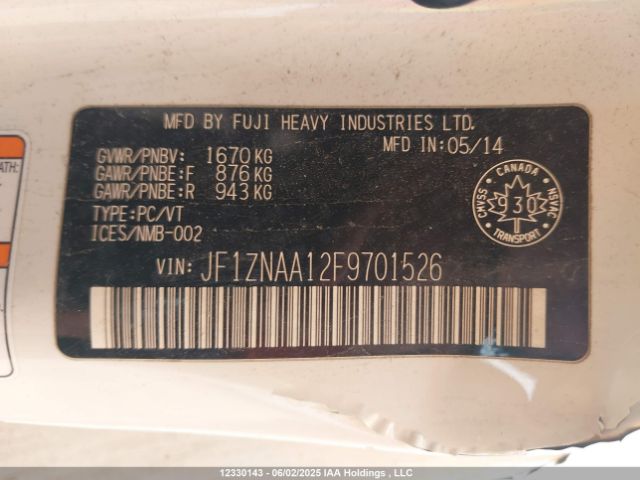 MFD BY FUJI HEAVY INDUSTRIES LTD.
MFD IN:05/14
GVWR/PNBV: 1670 KG
GAWR/PNBE:F 876 KG
GAWR/PNBE:R 943 KG
TYPE:PC/VT
ICES/NMB-002
CANADA
CMVSS
930
NSVAC
TRANSPORT
VIN: JF1ZNAA12F9701526
ATH:
12330143 - 06/02/2025 IAA Holdings , LLC